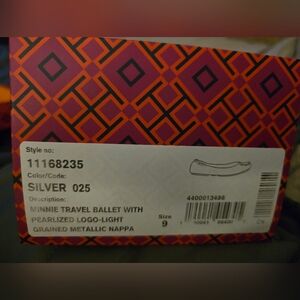 Style no:
11168235
Color/Code:
SILVER 025
Description:
MINNIE TRAVEL BALLET WITH
PEARLIZED LOGO-LIGHT
GRAINED METALLIC NAPPA
Size
9